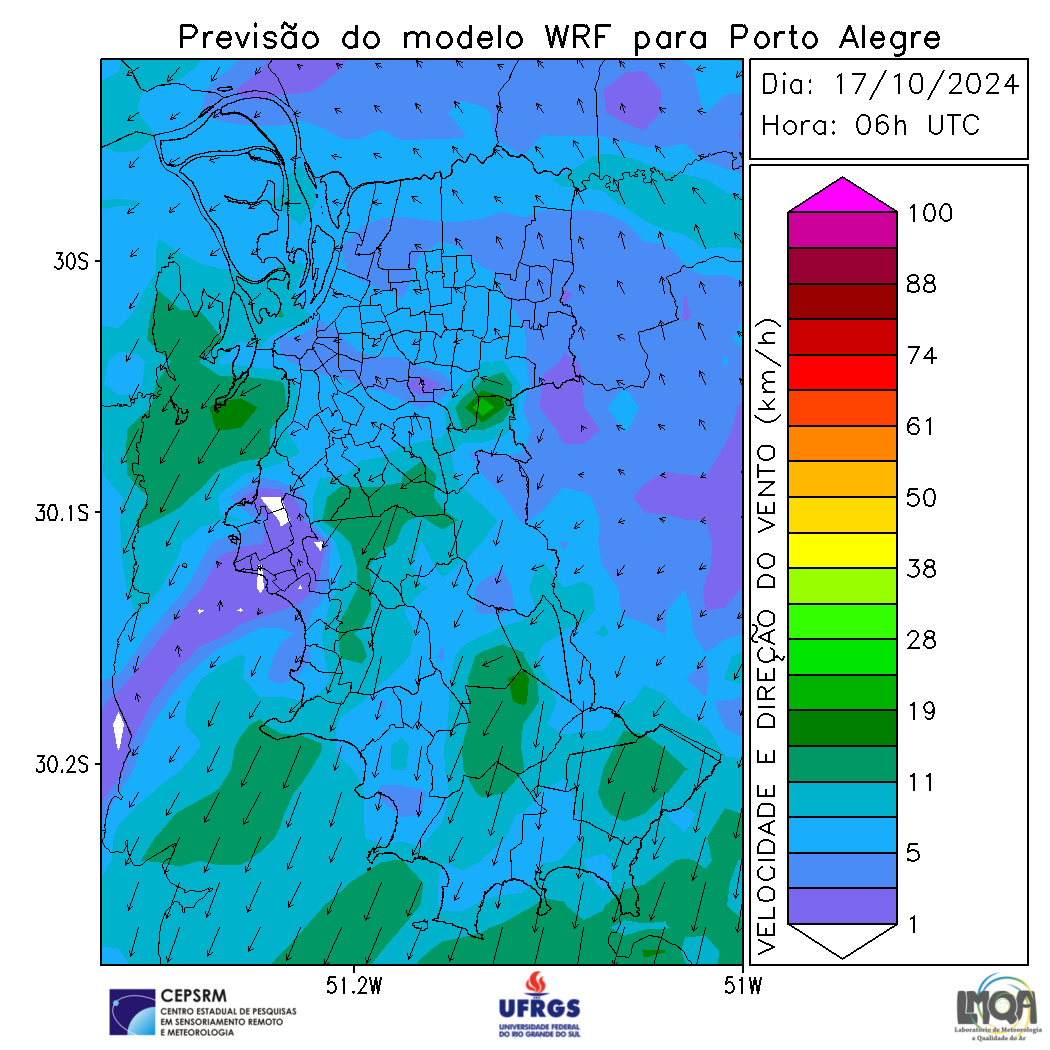 Previsão do modelo WRF para Porto Alegre
Dia: 17/10/2024
Hora: 06h UTC
30S
30.1S
30.2S
51.2W
51W
VELOCIDADE E DIREÇÃO DO VENTO (km/h)
100
88
74
61
50
38
28
19
11
5
1
CEPSRM
CENTRO ESTADUAL DE PESQUISAS
EM SENSORIAMENTO REMOTO
E METEOROLOGIA
UFRGS
UNIVERSIDADE FEDERAL
DO RIO GRANDE DO SUL
LMQA
Laboratório de Meteorologia
e Qualidade do Ar